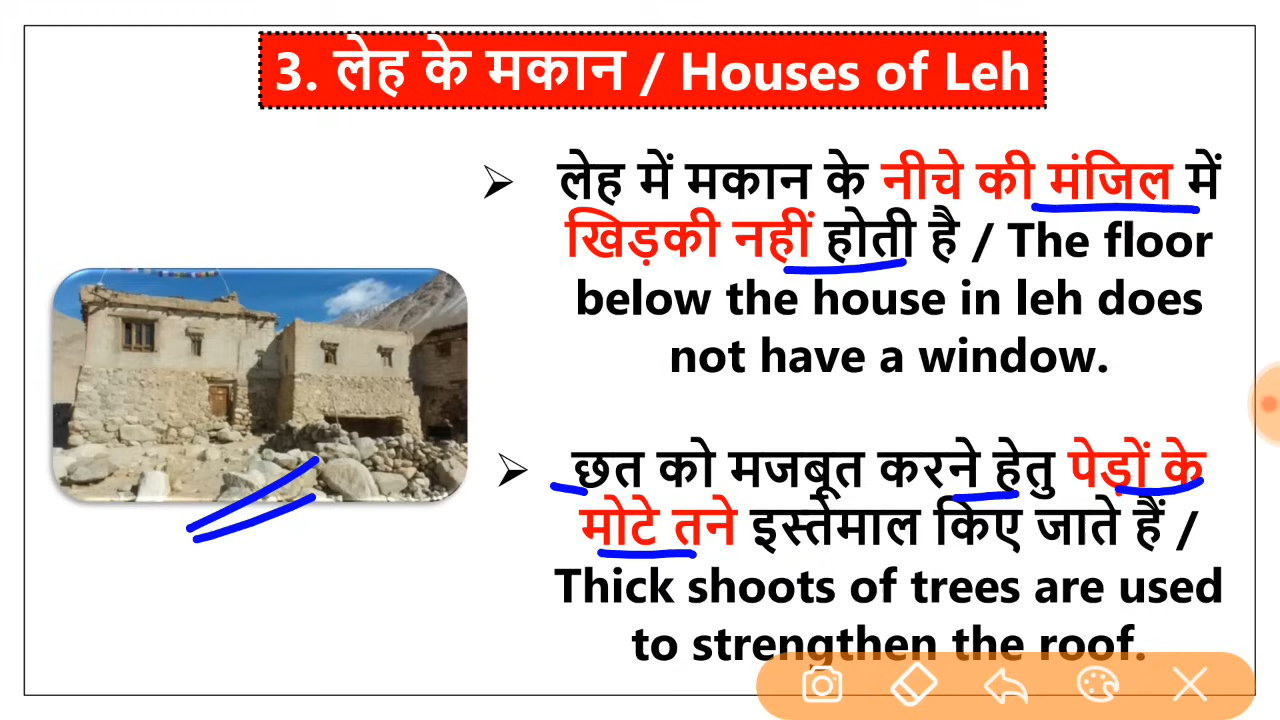 3. लेह के मकान / Houses of Leh
लेह में मकान के नीचे की मंजिल में
खिड़की नहीं होती है / The floor
below the house in leh does
not have a window.
छत को मजबूत करने हेतु पेड़ों के
मोटे तने इस्तेमाल किए जाते हैं /
Thick shoots of trees are used
to strengthen the roof.